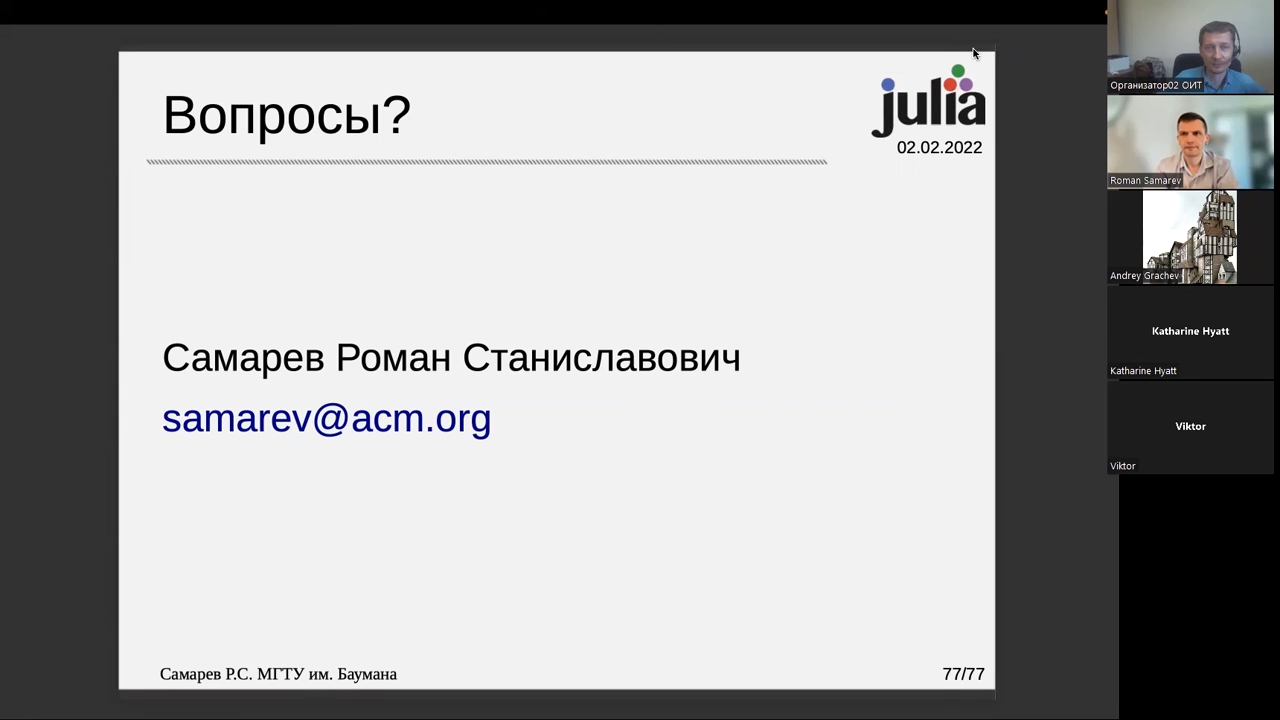 Вопросы?
julia
02.02.2022
Самарев Роман Станиславович
samarev@acm.org
Самарев Р.С. МГТУ им. Баумана
77/77
Организатор02 ОИТ
Roman Samarev
Andrey Grachev
Katharine Hyatt
Katharine Hyatt
Viktor
Viktor